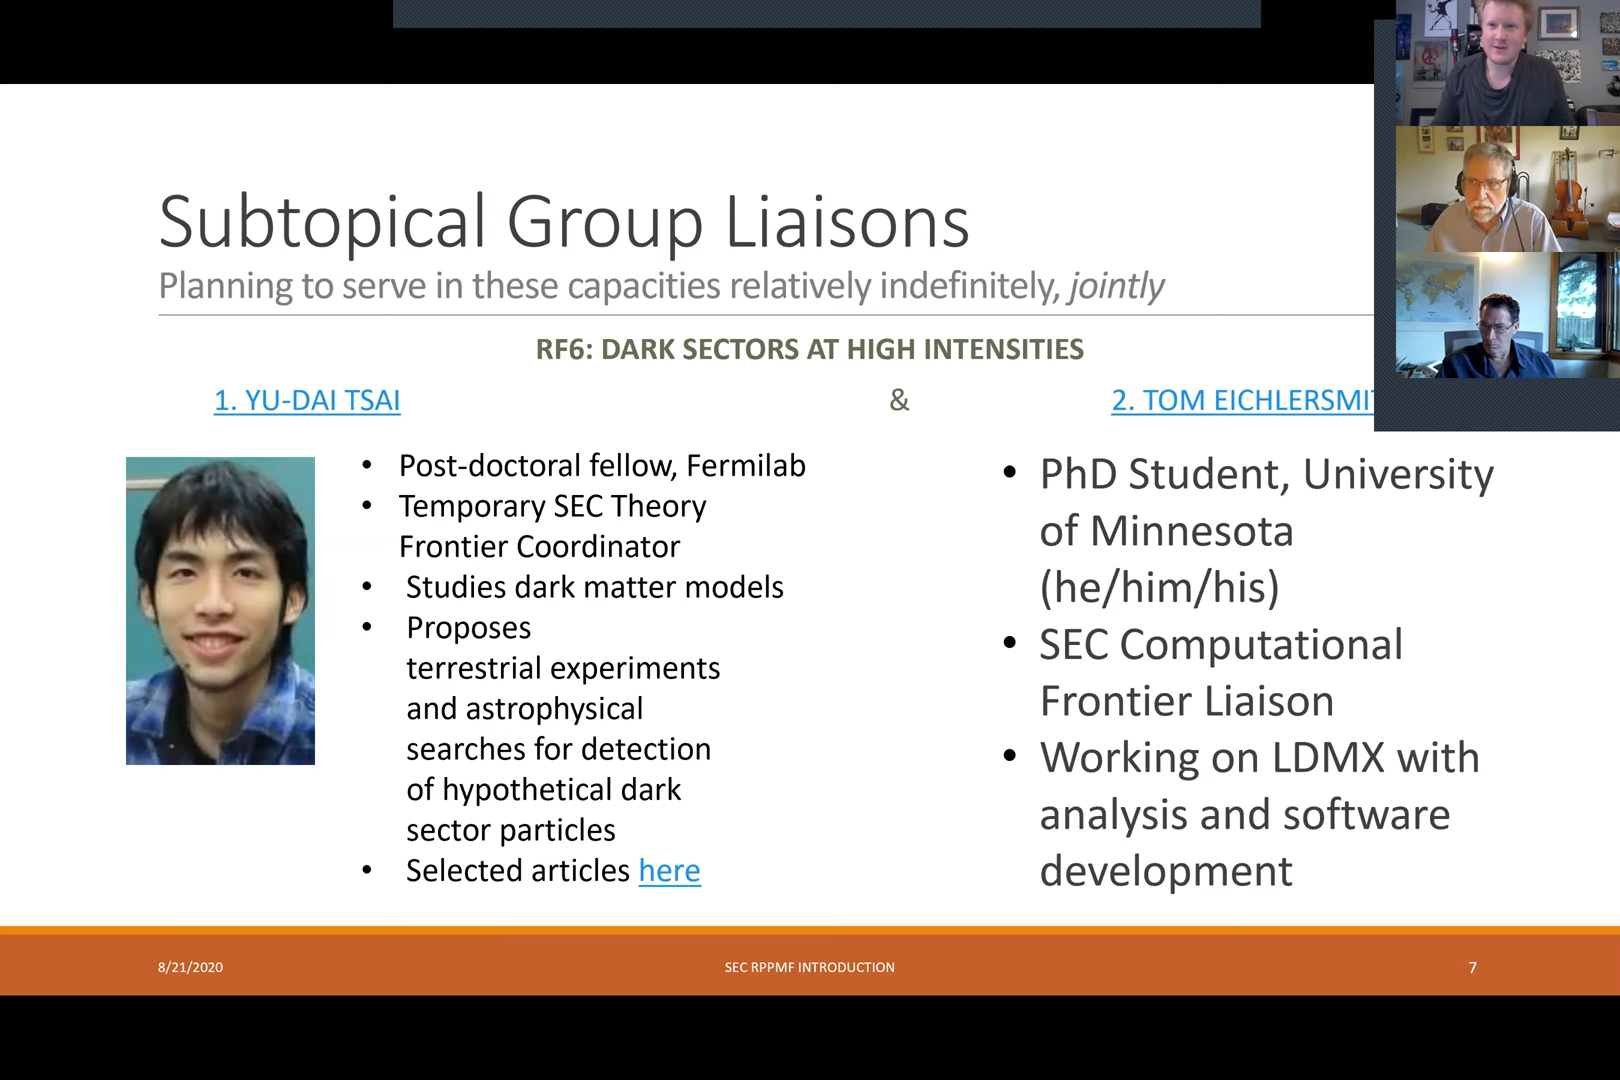 Subtopical Group Liaisons
Planning to serve in these capacities relatively indefinitely, jointly
RF6: DARK SECTORS AT HIGH INTENSITIES
1. YU-DAI TSAI & 2. TOM EICHLERSMIT
• Post-doctoral fellow, Fermilab
• Temporary SEC Theory
Frontier Coordinator
• Studies dark matter models
• Proposes
terrestrial experiments
and astrophysical
searches for detection
of hypothetical dark
sector particles
• Selected articles here
• PhD Student, University
of Minnesota
(he/him/his)
• SEC Computational
Frontier Liaison
• Working on LDMX with
analysis and software
development
8/21/2020 SEC RPPMF INTRODUCTION 7